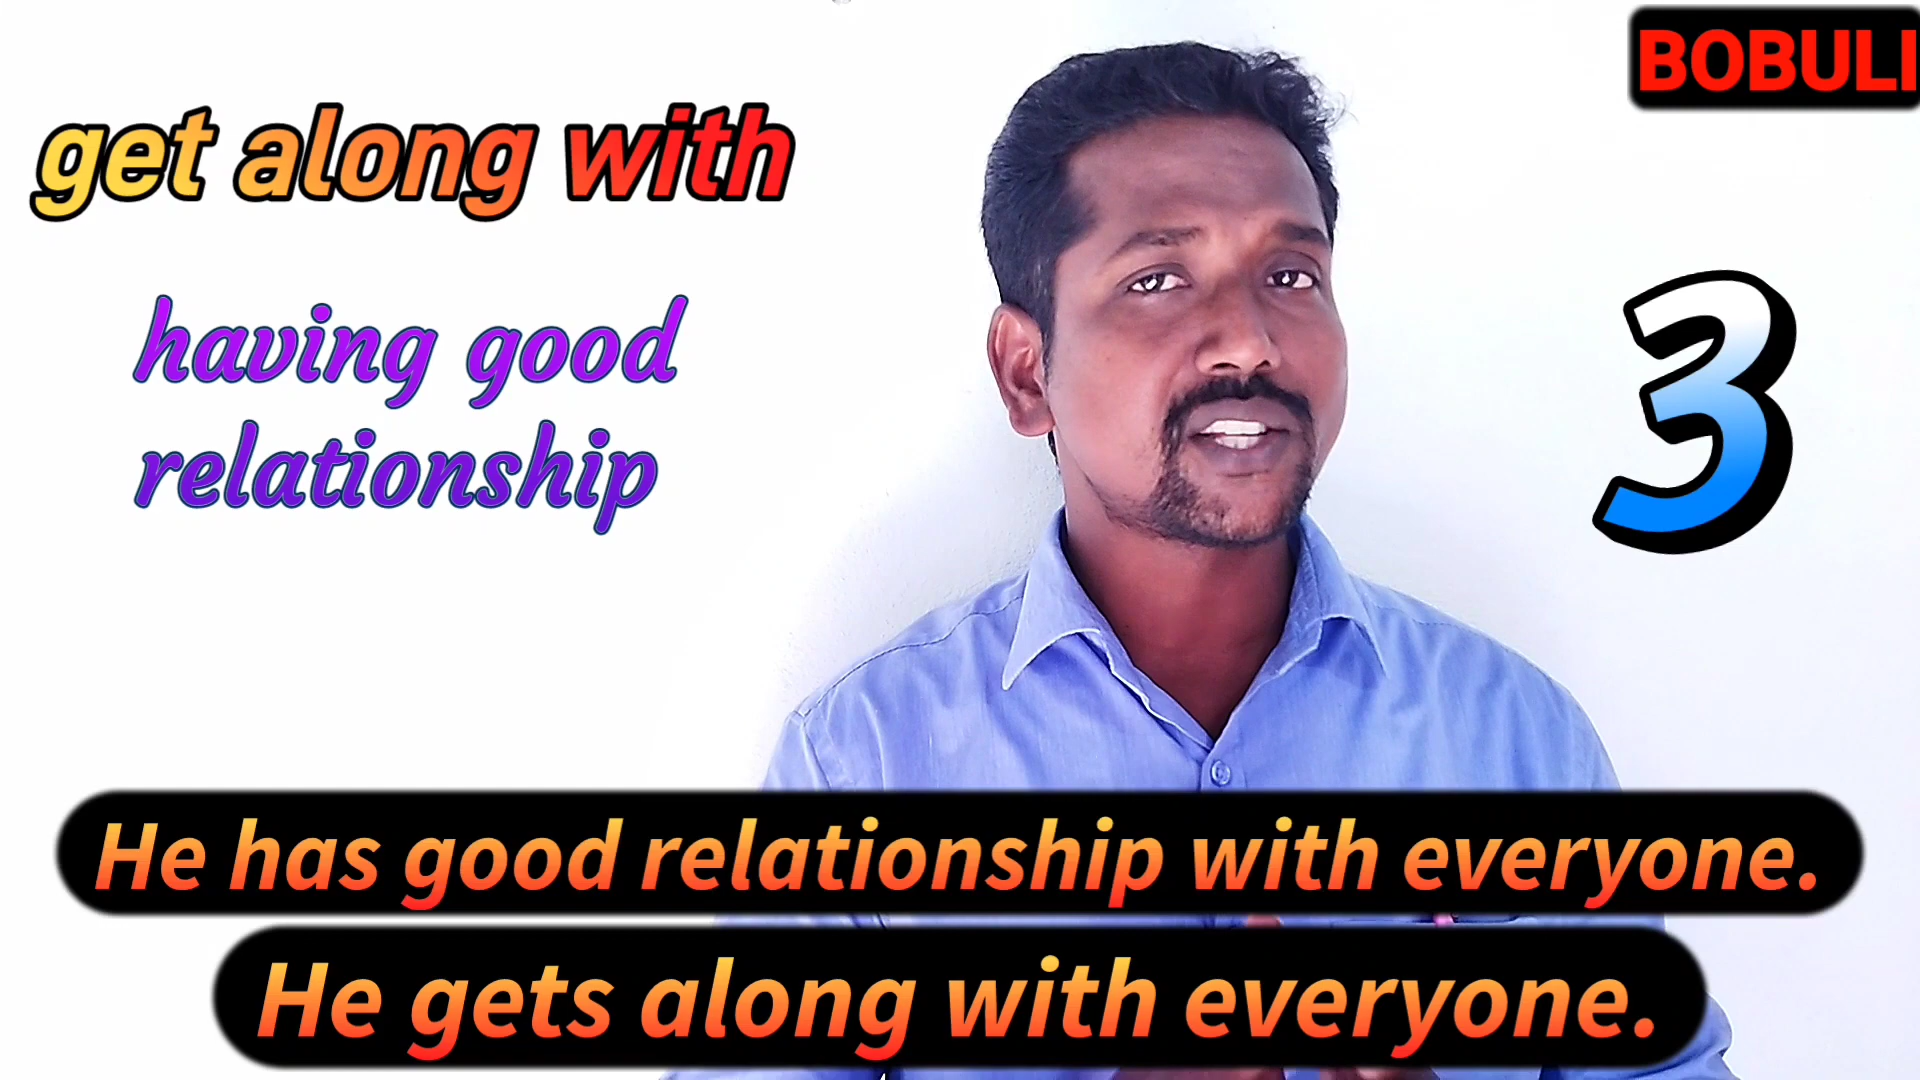 BOBULI
get along with
having good
relationship
3
He has good relationship with everyone.
He gets along with everyone.